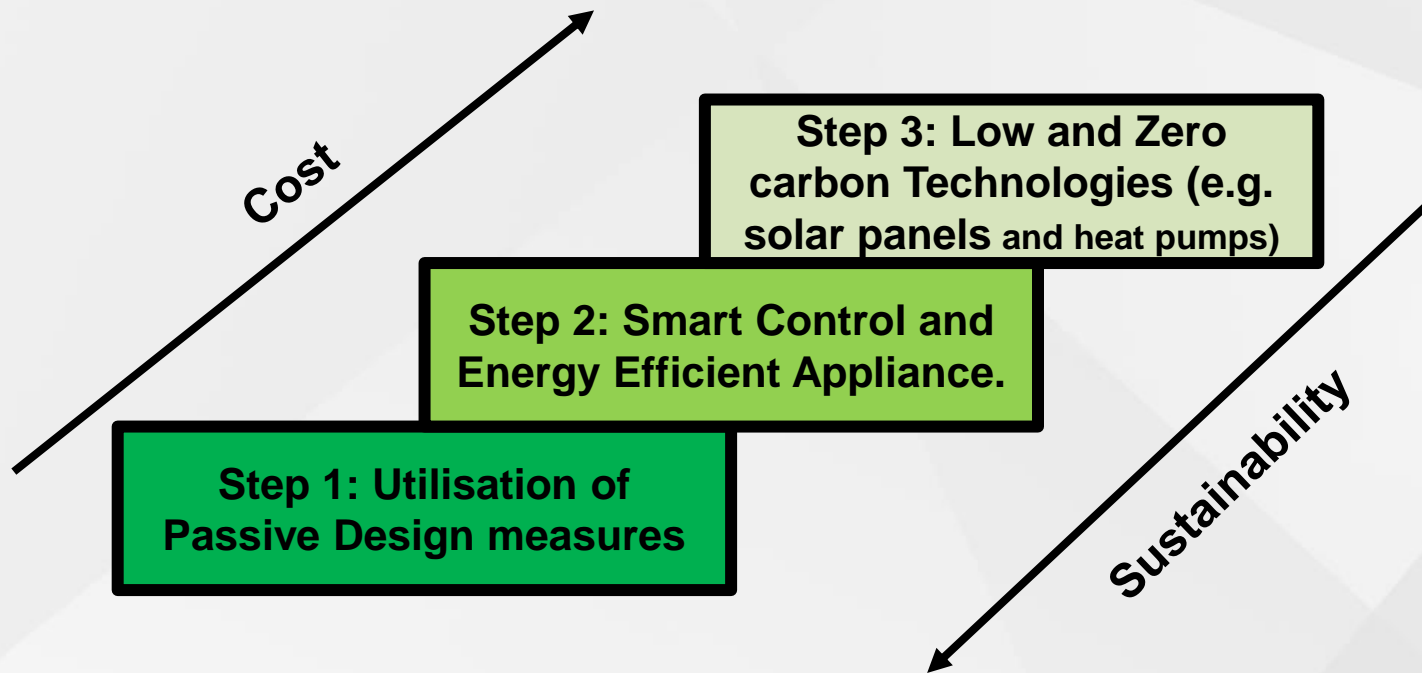 Cost
Step 3: Low and Zero
carbon Technologies (e.g.
solar panels and heat pumps)
Step 2: Smart Control and
Energy Efficient Appliance.
Step 1: Utilisation of
Passive Design measures
Sustainability